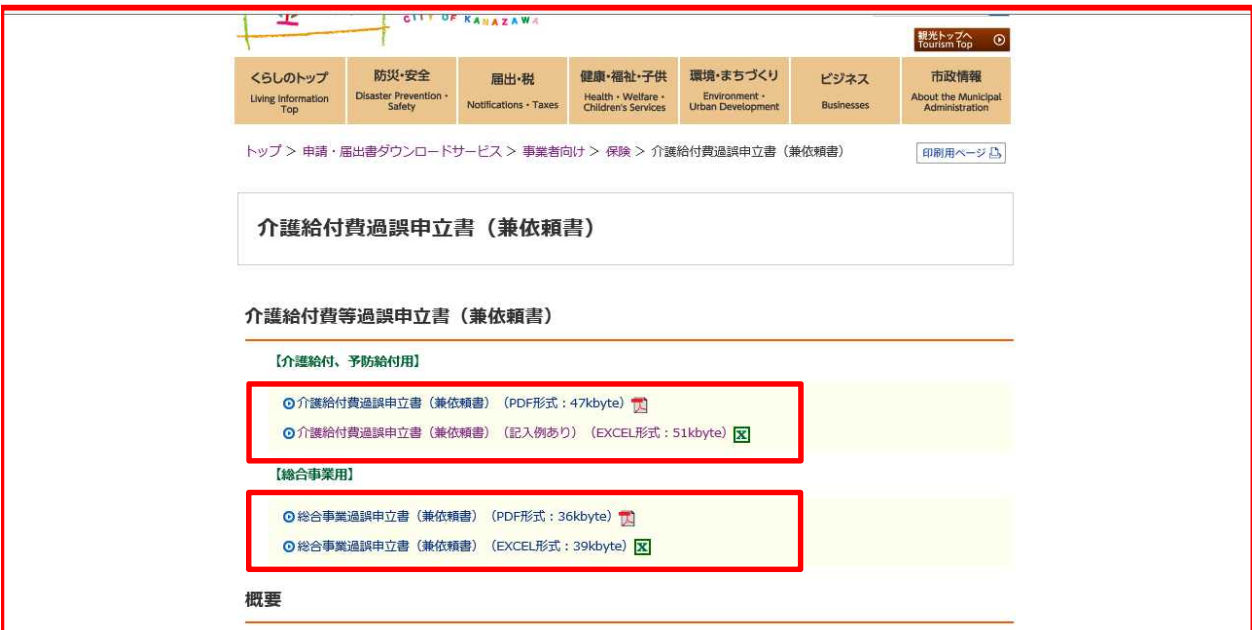 CITY OF KANAZAWA
観光トップへ
Tourism Top
くらしのトップ
Living Information
Top
防災・安全
Disaster Prevention・
Safety
届出・税
Notifications・Taxes
健康・福祉・子供
Health・Welfare・
Children's Services
環境・まちづくり
Environment・
Urban Development
ビジネス
Businesses
市政情報
About the Municipal
Administration
トップ > 申請・届出書ダウンロードサービス > 事業者向け > 保険 > 介護給付費過誤申立書（兼依頼書）
印刷用ページ
介護給付費過誤申立書（兼依頼書）
介護給付費等過誤申立書（兼依頼書）
【介護給付、予防給付用】
介護給付費過誤申立書（兼依頼書）（PDF形式：47kbyte）
介護給付費過誤申立書（兼依頼書）（記入例あり）（EXCEL形式：51kbyte）
【総合事業用】
総合事業過誤申立書（兼依頼書）（PDF形式：36kbyte）
総合事業過誤申立書（兼依頼書）（EXCEL形式：39kbyte）
概要